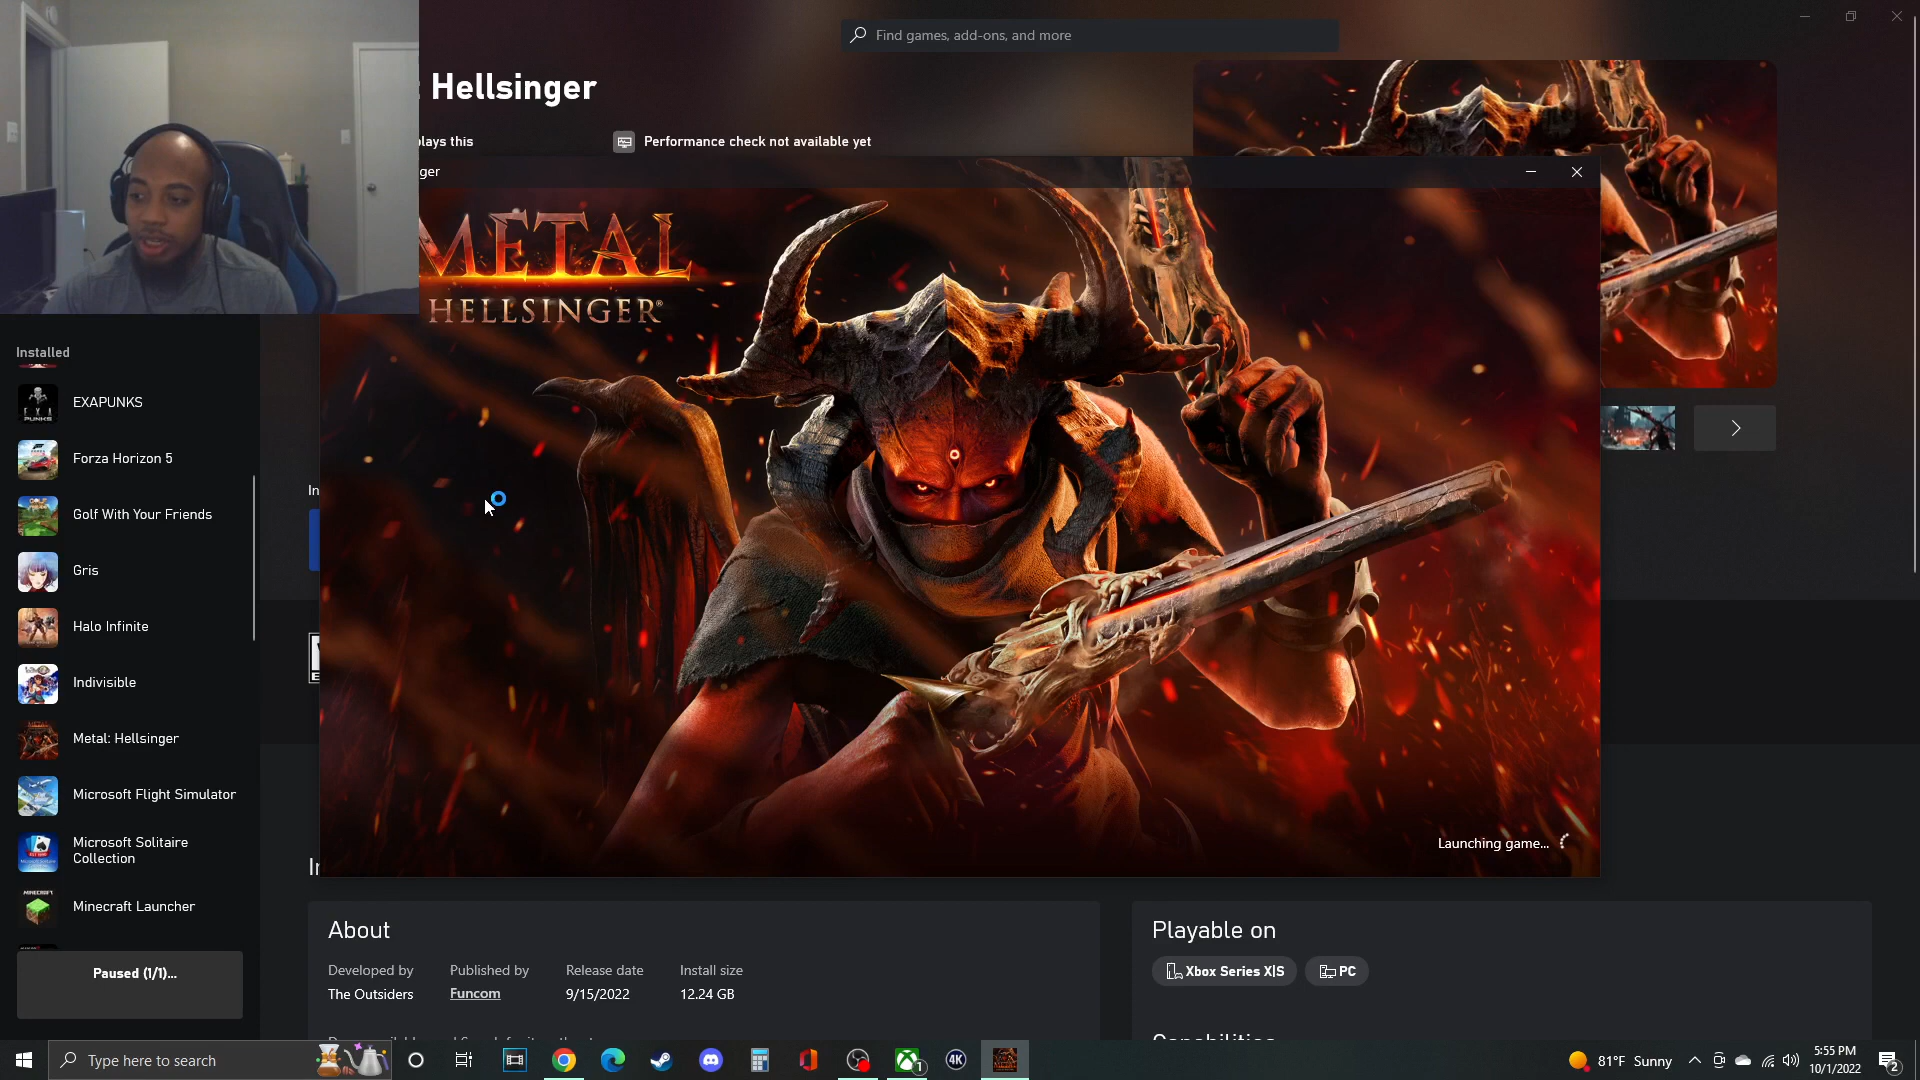 Find games, add-ons, and more
: Hellsinger
plays this
Performance check not available yet
ger
METAL
HELLSINGER®
Installed
EXAPUNKS
Forza Horizon 5
Golf With Your Friends
Gris
Halo Infinite
Indivisible
Metal: Hellsinger
Microsoft Flight Simulator
Microsoft Solitaire
Collection
Minecraft Launcher
Paused (1/1)...
In
Launching game...
About
Developed by
The Outsiders
Published by
Funcom
Release date
9/15/2022
Install size
12.24 GB
Playable on
Xbox Series X|S
PC
Type here to search
4K
1
81°F Sunny
5:55 PM
10/1/2022
2